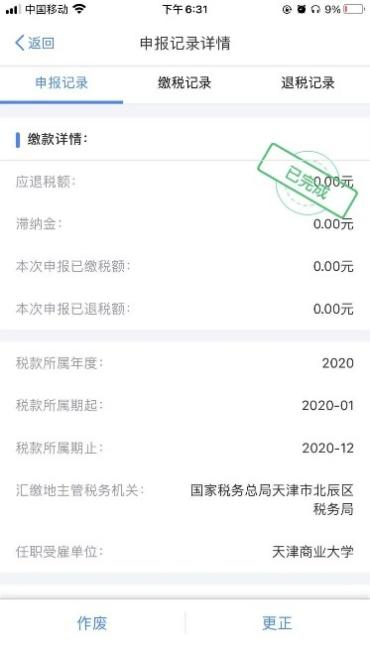 中国移动 下午6:31 9%
返回 申报记录详情
申报记录 缴税记录 退税记录
缴款详情：
已完成
应退税额： 0.00元
滞纳金： 0.00元
本次申报已缴税额： 0.00元
本次申报已退税额： 0.00元
税款所属年度： 2020
税款所属期起： 2020-01
税款所属期止： 2020-12
汇缴地主管税务机关： 国家税务总局天津市北辰区
税务局
任职受雇单位： 天津商业大学
作废 更正